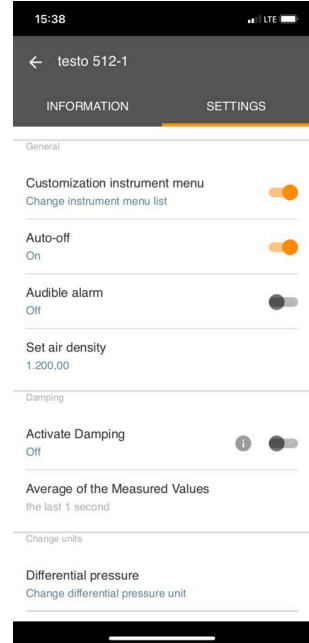 15:38
LTE
testo 512-1
INFORMATION SETTINGS
General
Customization instrument menu
Change instrument menu list
Auto-off
On
Audible alarm
Off
Set air density
1.200,00
Damping
Activate Damping
Off
Average of the Measured Values
the last 1 second
Change units
Differential pressure
Change differential pressure unit